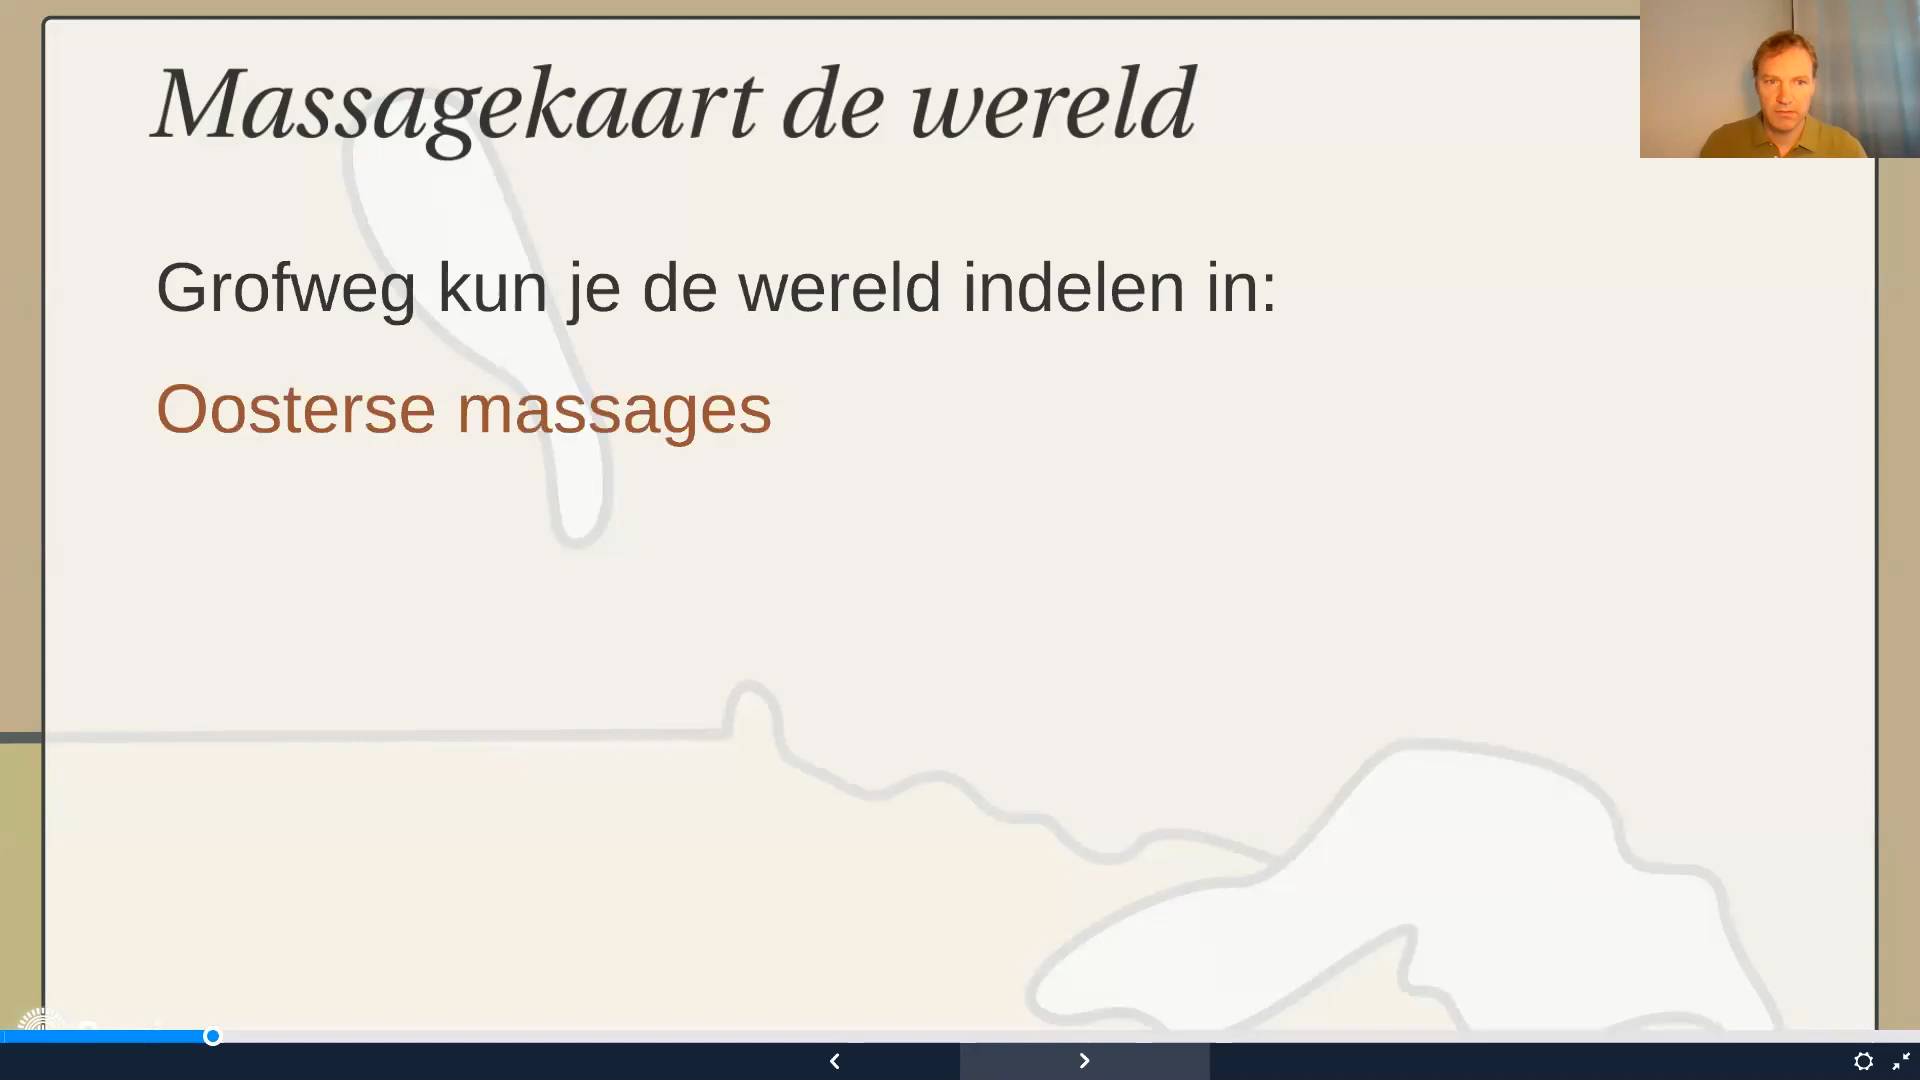 Massagekaart de wereld
Grofweg kun je de wereld indelen in:
Oosterse massages